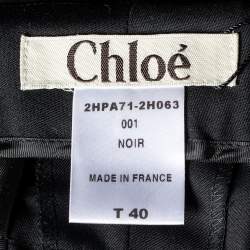 Chloé
2HPA71-2H063
001
NOIR
MADE IN FRANCE
T 40